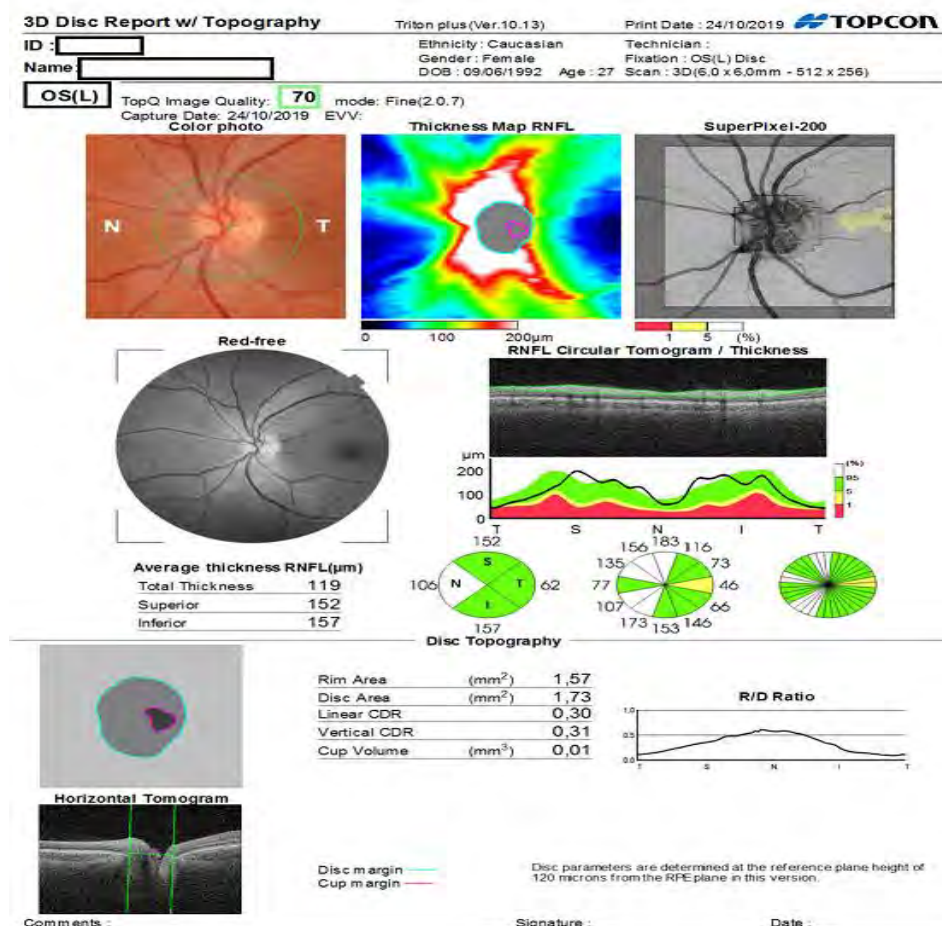 3D Disc Report w/ Topography Triton plus(Ver.10.13) Print Date : 24/10/2019 TOPCON
ID : Ethnicity : Caucasian Technician :
Name: Gender : Female Fixation : OS(L) Disc
DOB : 09/06/1992 Age : 27 Scan : 3D(6,0 x 6,0mm - 512 x 256)
OS(L) TopQ Image Quality: 70 mode: Fine(2.0.7)
Capture Date: 24/10/2019 EVV:
Color photo Thickness Map RNFL SuperPixel-200
N T
0 100 200μm
1 5 (%)
Red-free RNFL Circular Tomogram / Thickness
μm
200
100
0
(%)
95
5
1
T S N I T
Average thickness RNFL(μm)
Total Thickness 119
Superior 152
Inferior 157
152
S
106 N T 62
I
157
183 116
156 73
135 46
77 66
107 146
173 153
Disc Topography
Rim Area (mm²) 1,57
Disc Area (mm²) 1,73
Linear CDR 0,30
Vertical CDR 0,31
Cup Volume (mm³) 0,01
R/D Ratio
1.0
0.5
0.0
T S N I T
Horizontal Tomogram
Disc margin
Cup margin
Disc parameters are determined at the reference plane height of
120 microns from the RPE plane in this version.
Comments : Signature : Date :